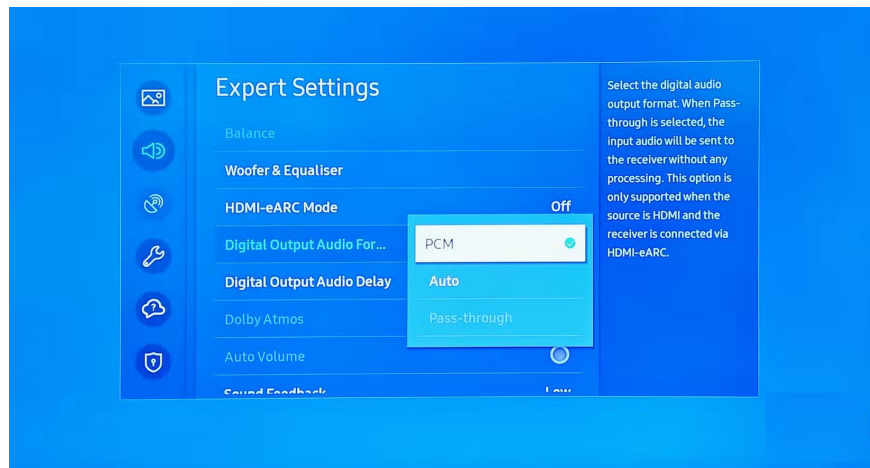 Expert Settings
Balance
Woofer & Equaliser
HDMI-eARC Mode Off
Digital Output Audio For...
PCM
Auto
Pass-through
Digital Output Audio Delay
Dolby Atmos
Auto Volume
Sound Feedback Low
Select the digital audio
output format. When Pass-
through is selected, the
input audio will be sent to
the receiver without any
processing. This option is
only supported when the
source is HDMI and the
receiver is connected via
HDMI-eARC.